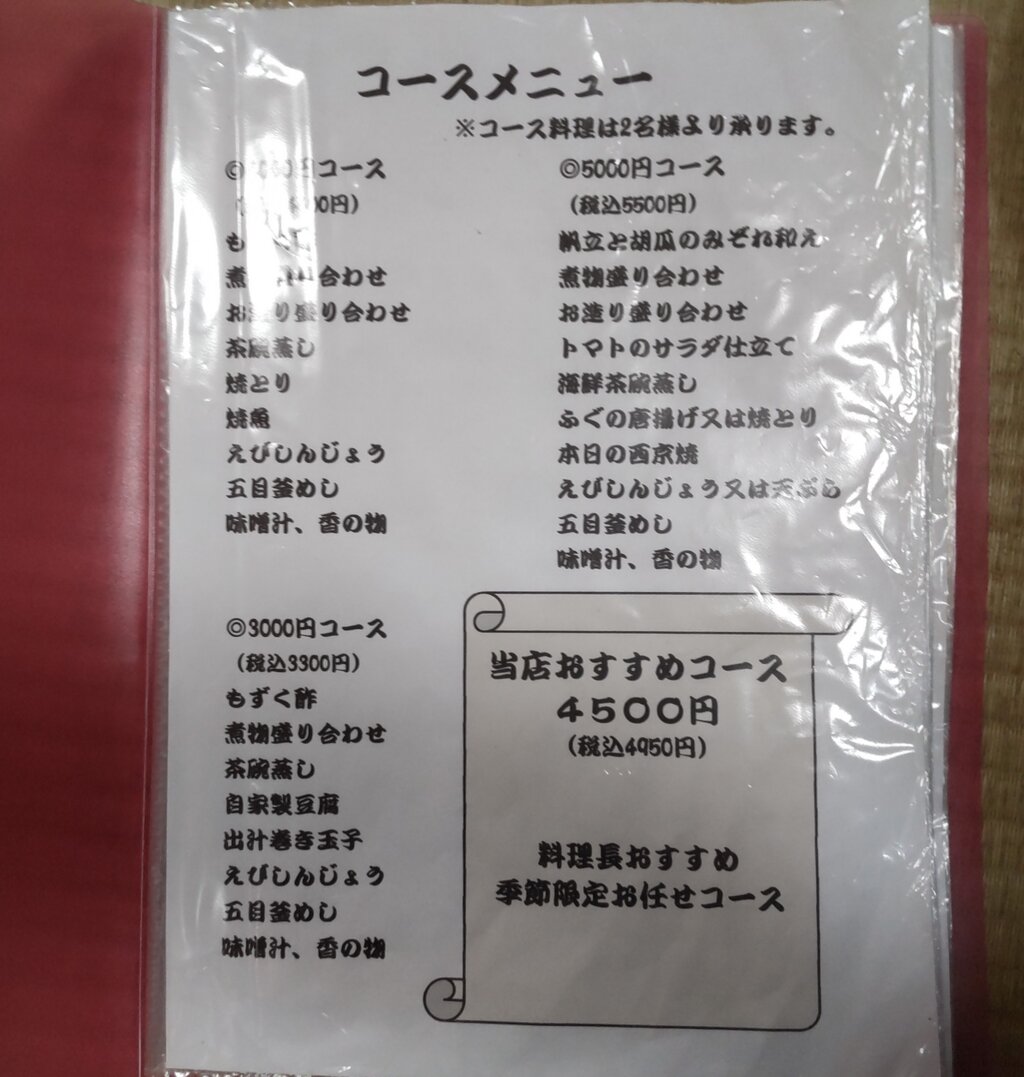 コースメニュー
※コース料理は2名様より承ります。
円コース
00円)
も
煮 合わせ
お造り盛り合わせ
茶碗蒸し
焼とり
焼魚
えびしんじょう
五目釜めし
味噌汁、香の物
◎5000円コース
(税込5500円)
帆立と胡瓜のみぞれ和え
煮物盛り合わせ
お造り盛り合わせ
トマトのサラダ仕立て
海鮮茶碗蒸し
ふぐの唐揚げ又は焼とり
本日の西京焼
えびしんじょう又は天ぷら
五目釜めし
味噌汁、香の物
◎3000円コース
(税込3300円)
もずく酢
煮物盛り合わせ
茶碗蒸し
自家製豆腐
出汁巻き玉子
えびしんじょう
五目釜めし
味噌汁、香の物
当店おすすめコース
４５００円
(税込4950円)
料理長おすすめ
季節限定お任せコース